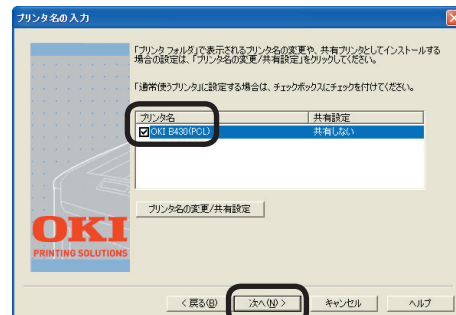 プリンタ名の入力
「プリンタ フォルダ」で表示されるプリンタ名の変更や、共有プリンタとしてインストールする
場合の設定は、「プリンタ名の変更/共有設定」をクリックしてください。
「通常使うプリンタ」に設定する場合は、チェックボックスにチェックを付けてください。
プリンタ名 共有設定
OKI B430(PCL) 共有しない
プリンタ名の変更/共有設定
OKI
PRINTING SOLUTIONS
< 戻る(B) 次へ(N) > キャンセル ヘルプ